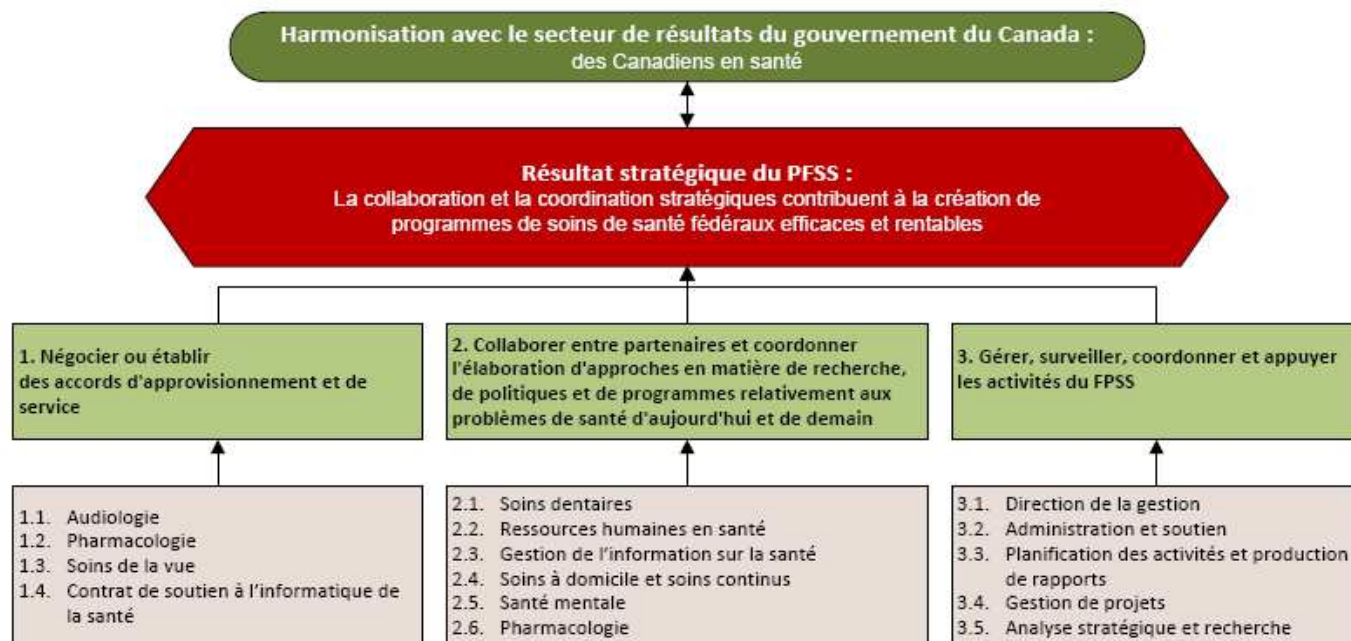 Harmonisation avec le secteur de résultats du gouvernement du Canada :
des Canadiens en santé
Résultat stratégique du PFSS :
La collaboration et la coordination stratégiques contribuent à la création de
programmes de soins de santé fédéraux efficaces et rentables
1. Négocier ou établir
des accords d'approvisionnement et de
service
2. Collaborer entre partenaires et coordonner
l'élaboration d'approches en matière de recherche,
de politiques et de programmes relativement aux
problèmes de santé d'aujourd'hui et de demain
3. Gérer, surveiller, coordonner et appuyer
les activités du FPSS
1.1. Audiologie
1.2. Pharmacologie
1.3. Soins de la vue
1.4. Contrat de soutien à l’informatique de
la santé
2.1. Soins dentaires
2.2. Ressources humaines en santé
2.3. Gestion de l’information sur la santé
2.4. Soins à domicile et soins continus
2.5. Santé mentale
2.6. Pharmacologie
3.1. Direction de la gestion
3.2. Administration et soutien
3.3. Planification des activités et production
de rapports
3.4. Gestion de projets
3.5. Analyse stratégique et recherche